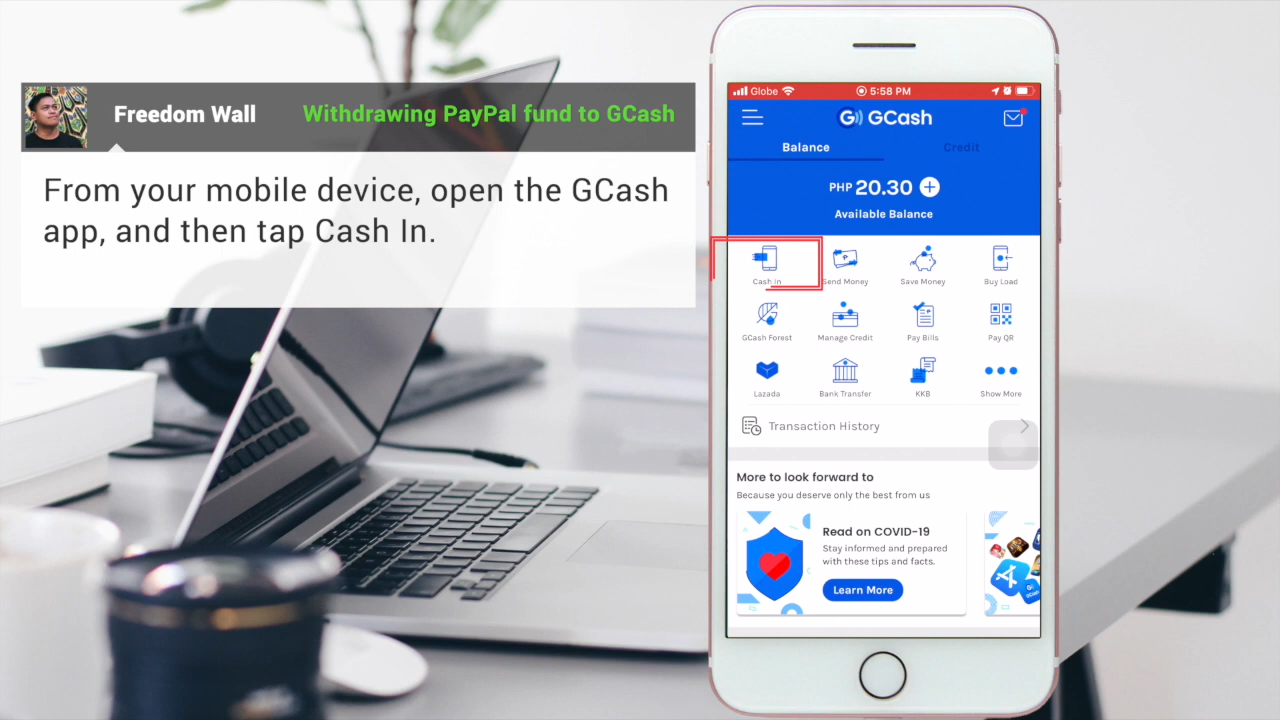 Freedom Wall
Withdrawing PayPal fund to GCash
From your mobile device, open the GCash
app, and then tap Cash In.
Globe
5:58 PM
GCash
Balance
Credit
PHP 20.30
Available Balance
Cash In
Send Money
Save Money
Buy Load
GCash Forest
Manage Credit
Pay Bills
Pay QR
Lazada
Bank Transfer
KKB
Show More
Transaction History
More to look forward to
Because you deserve only the best from us
Read on COVID-19
Stay informed and prepared
with these tips and facts.
Learn More